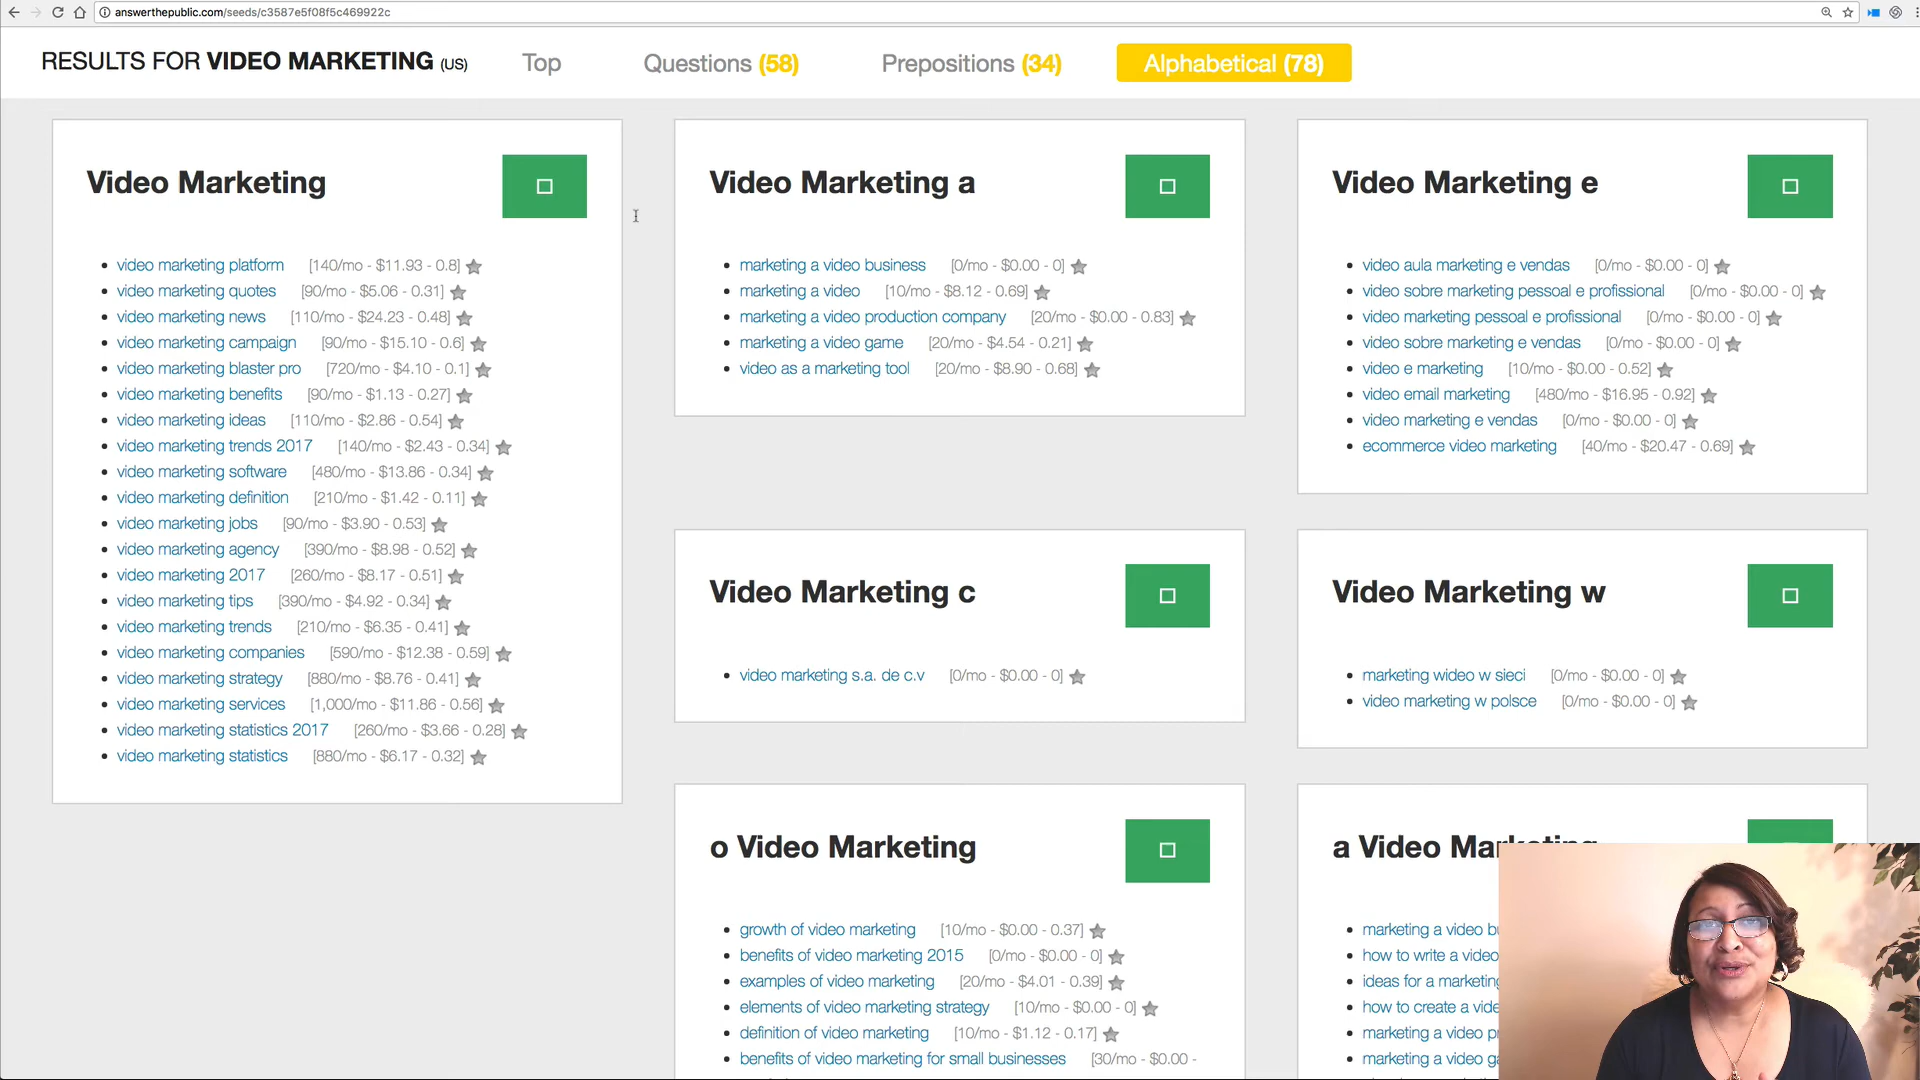 answerthepublic.com/seeds/c3587e5f08f5c469922c
RESULTS FOR VIDEO MARKETING (US)
Top
Questions (58)
Prepositions (34)
Alphabetical (78)
Video Marketing
video marketing platform [140/mo - $11.93 - 0.8]
video marketing quotes [90/mo - $5.06 - 0.31]
video marketing news [110/mo - $24.23 - 0.48]
video marketing campaign [90/mo - $15.10 - 0.6]
video marketing blaster pro [720/mo - $4.10 - 0.1]
video marketing benefits [90/mo - $1.13 - 0.27]
video marketing ideas [110/mo - $2.86 - 0.54]
video marketing trends 2017 [140/mo - $2.43 - 0.34]
video marketing software [480/mo - $13.86 - 0.34]
video marketing definition [210/mo - $1.42 - 0.11]
video marketing jobs [90/mo - $3.90 - 0.53]
video marketing agency [390/mo - $8.98 - 0.52]
video marketing 2017 [260/mo - $8.17 - 0.51]
video marketing tips [390/mo - $4.92 - 0.34]
video marketing trends [210/mo - $6.35 - 0.41]
video marketing companies [590/mo - $12.38 - 0.59]
video marketing strategy [880/mo - $8.76 - 0.41]
video marketing services [1,000/mo - $11.86 - 0.56]
video marketing statistics 2017 [260/mo - $3.66 - 0.28]
video marketing statistics [880/mo - $6.17 - 0.32]
Video Marketing a
marketing a video business [0/mo - $0.00 - 0]
marketing a video [10/mo - $8.12 - 0.69]
marketing a video production company [20/mo - $0.00 - 0.83]
marketing a video game [20/mo - $4.54 - 0.21]
video as a marketing tool [20/mo - $8.90 - 0.68]
Video Marketing e
video aula marketing e vendas [0/mo - $0.00 - 0]
video sobre marketing pessoal e profissional [0/mo - $0.00 - 0]
video marketing pessoal e profissional [0/mo - $0.00 - 0]
video sobre marketing e vendas [0/mo - $0.00 - 0]
video e marketing [10/mo - $0.00 - 0.52]
video email marketing [480/mo - $16.95 - 0.92]
video marketing e vendas [0/mo - $0.00 - 0]
ecommerce video marketing [40/mo - $20.47 - 0.69]
Video Marketing c
video marketing s.a. de c.v [0/mo - $0.00 - 0]
Video Marketing w
marketing wideo w sieci [0/mo - $0.00 - 0]
video marketing w polsce [0/mo - $0.00 - 0]
o Video Marketing
growth of video marketing [10/mo - $0.00 - 0.37]
benefits of video marketing 2015 [0/mo - $0.00 - 0]
examples of video marketing [20/mo - $4.01 - 0.39]
elements of video marketing strategy [10/mo - $0.00 - 0]
definition of video marketing [10/mo - $1.12 - 0.17]
benefits of video marketing for small businesses [30/mo - $0.00 -
a Video Marketing
marketing a video b
how to write a video
ideas for a marketing
how to create a vide
marketing a video p
marketing a video ga